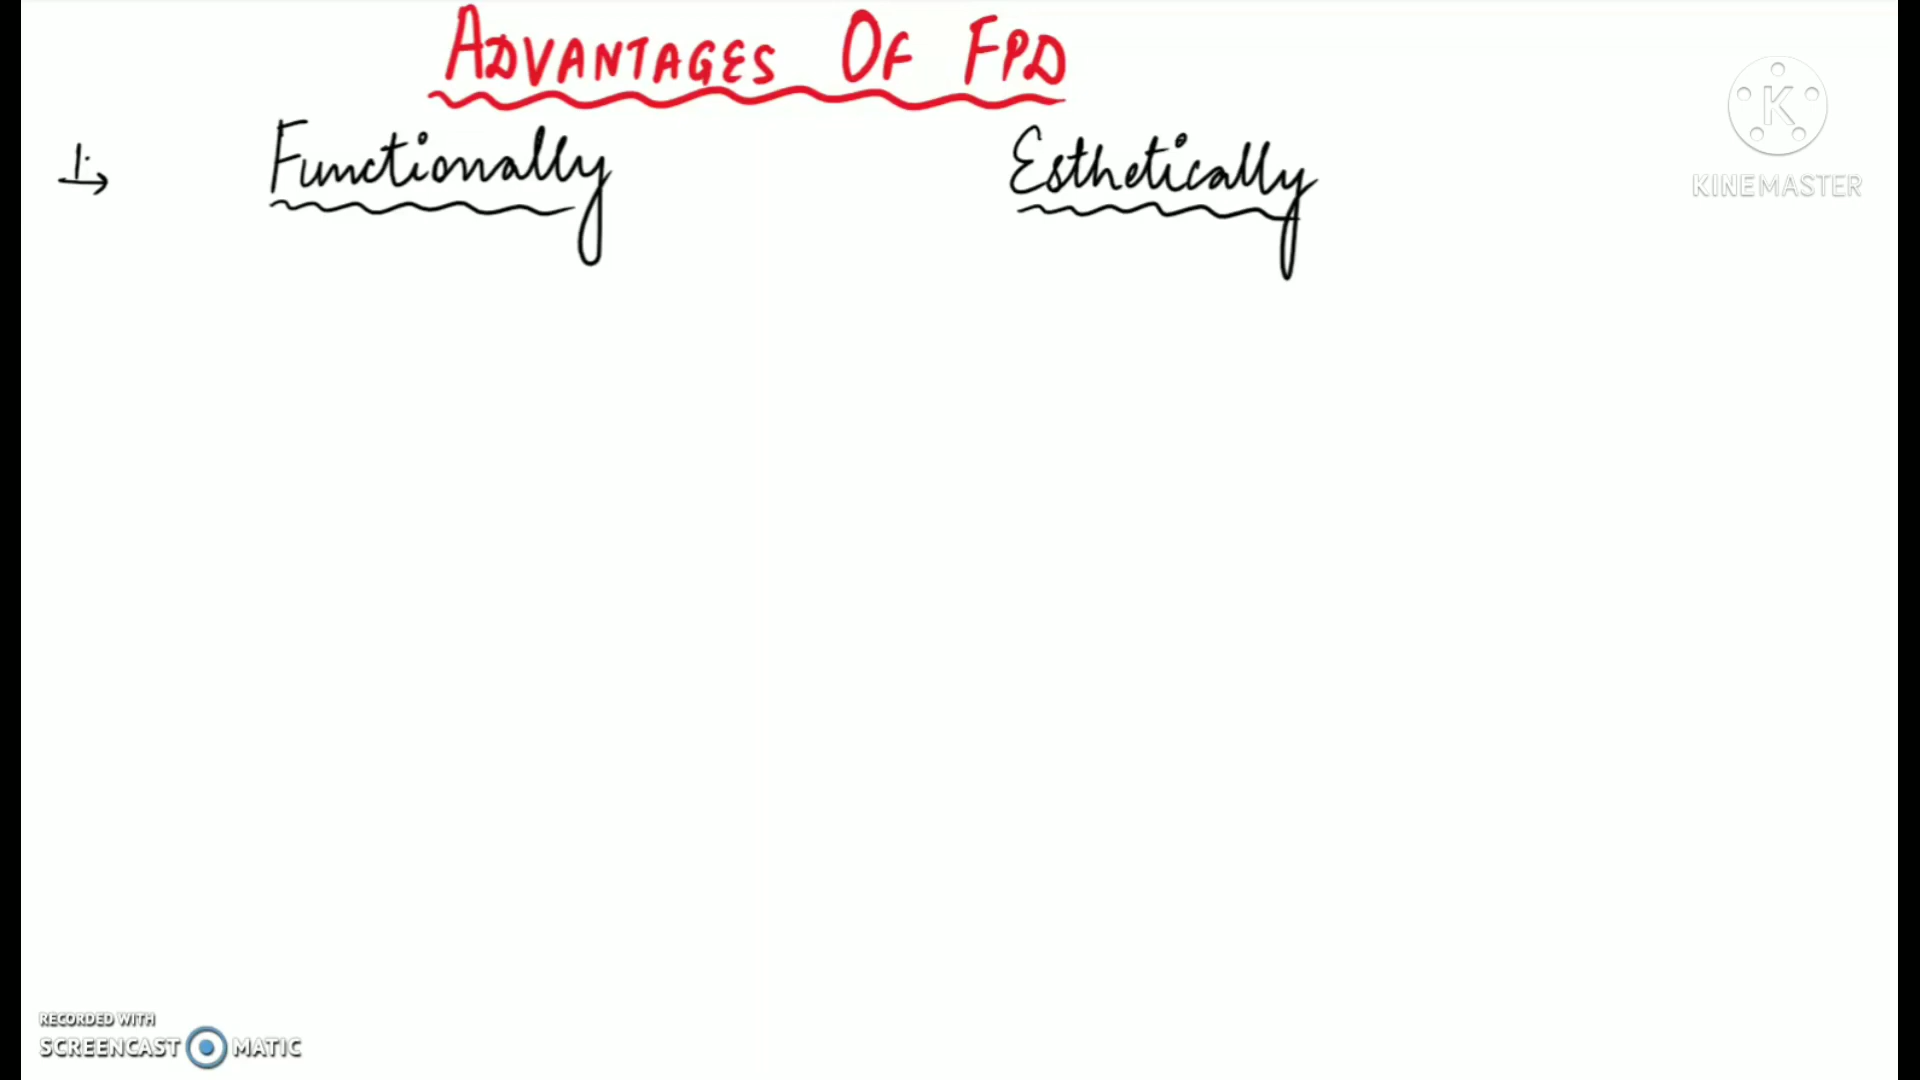 ADVANTAGES OF FPD
1. Functionally Esthetically
K
KINEMASTER
RECORDED WITH
SCREENCAST MATIC